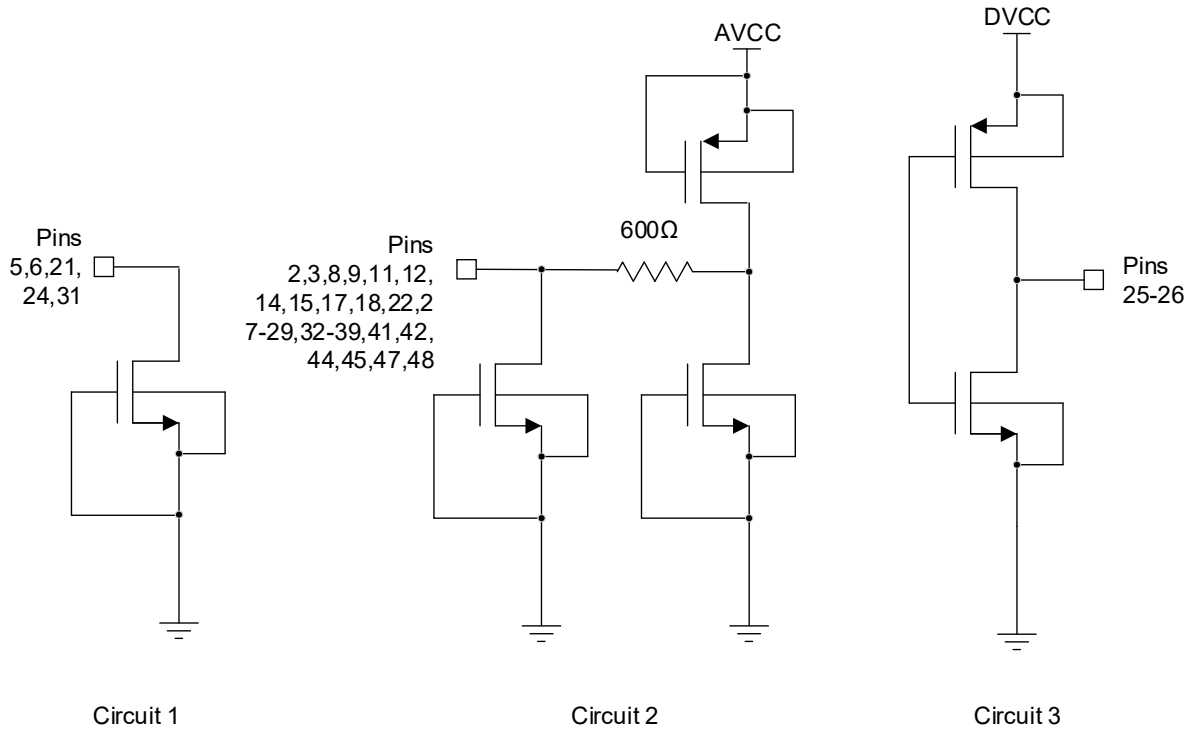 AVCC
DVCC
Pins
5,6,21,
24,31
Pins
2,3,8,9,11,12,
14,15,17,18,22,2
7-29,32-39,41,42,
44,45,47,48
600Ω
Pins
25-26
Circuit 1
Circuit 2
Circuit 3